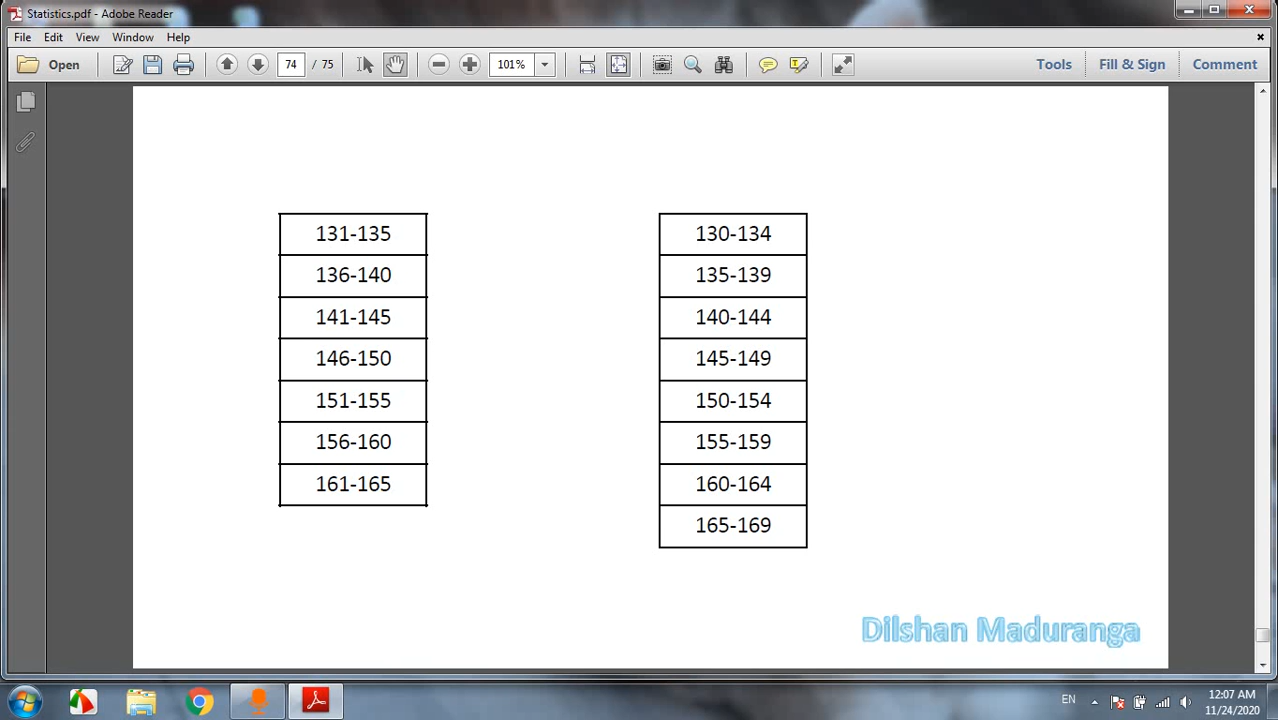 Statistics.pdf - Adobe Reader
File Edit View Window Help
Open 74 / 75 101% Tools Fill & Sign Comment
131-135
136-140
141-145
146-150
151-155
156-160
161-165
130-134
135-139
140-144
145-149
150-154
155-159
160-164
165-169
Dilshan Maduranga
EN
12:07 AM
11/24/2020